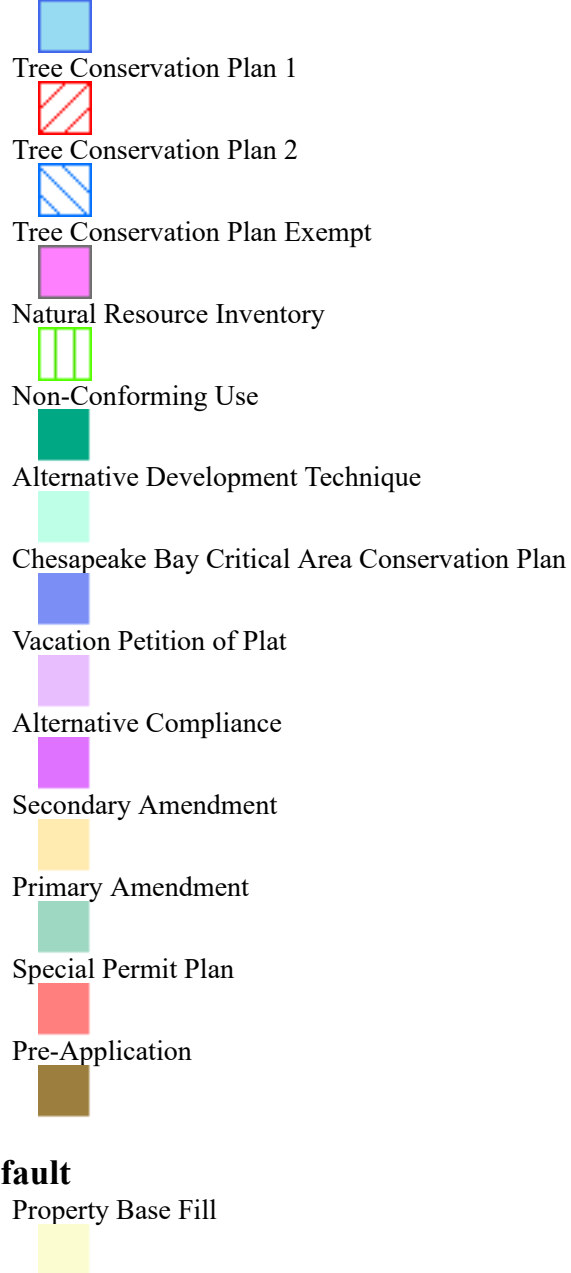 Tree Conservation Plan 1
Tree Conservation Plan 2
Tree Conservation Plan Exempt
Natural Resource Inventory
Non-Conforming Use
Alternative Development Technique
Chesapeake Bay Critical Area Conservation Plan
Vacation Petition of Plat
Alternative Compliance
Secondary Amendment
Primary Amendment
Special Permit Plan
Pre-Application
fault
Property Base Fill